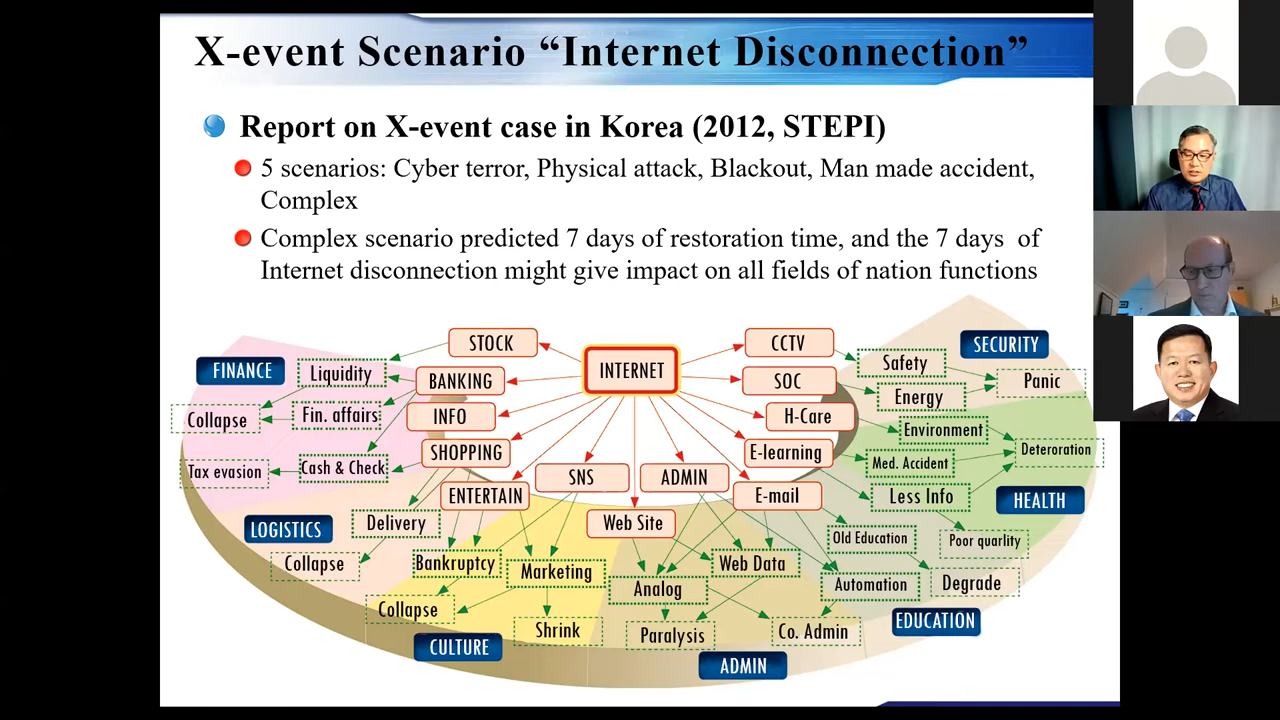 X-event Scenario “Internet Disconnection”
Report on X-event case in Korea (2012, STEPI)
5 scenarios: Cyber terror, Physical attack, Blackout, Man made accident,
Complex
Complex scenario predicted 7 days of restoration time, and the 7 days of
Internet disconnection might give impact on all fields of nation functions
STOCK
INTERNET
CCTV
SECURITY
FINANCE
Liquidity
BANKING
SOC
Safety
Energy
Panic
Collapse
Fin. affairs
INFO
H-Care
Environment
Tax evasion
Cash & Check
SHOPPING
E-learning
Med. Accident
Deterioration
ENTERTAIN
SNS
ADMIN
E-mail
Less Info
HEALTH
LOGISTICS
Delivery
Web Site
Old Education
Poor quarlity
Collapse
Bankruptcy
Marketing
Analog
Web Data
Automation
Degrade
Collapse
Shrink
Paralysis
Co. Admin
EDUCATION
CULTURE
ADMIN